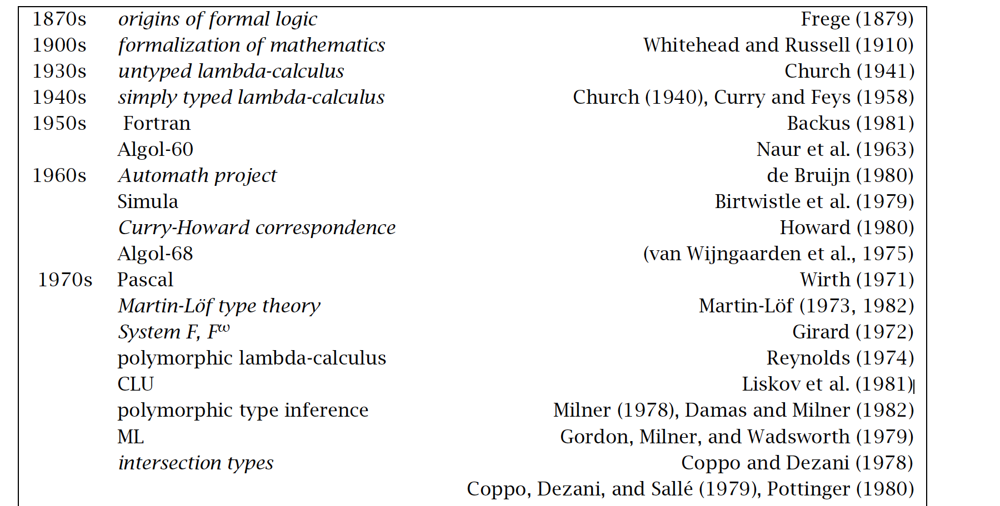 1870s origins of formal logic Frege (1879)
1900s formalization of mathematics Whitehead and Russell (1910)
1930s untyped lambda-calculus Church (1941)
1940s simply typed lambda-calculus Church (1940), Curry and Feys (1958)
1950s Fortran Backus (1981)
Algol-60 Naur et al. (1963)
1960s Automath project de Bruijn (1980)
Simula Birtwistle et al. (1979)
Curry-Howard correspondence Howard (1980)
Algol-68 (van Wijngaarden et al., 1975)
1970s Pascal Wirth (1971)
Martin-Löf type theory Martin-Löf (1973, 1982)
System F, Fω Girard (1972)
polymorphic lambda-calculus Reynolds (1974)
CLU Liskov et al. (1981)
polymorphic type inference Milner (1978), Damas and Milner (1982)
ML Gordon, Milner, and Wadsworth (1979)
intersection types Coppo and Dezani (1978)
Coppo, Dezani, and Sallé (1979), Pottinger (1980)